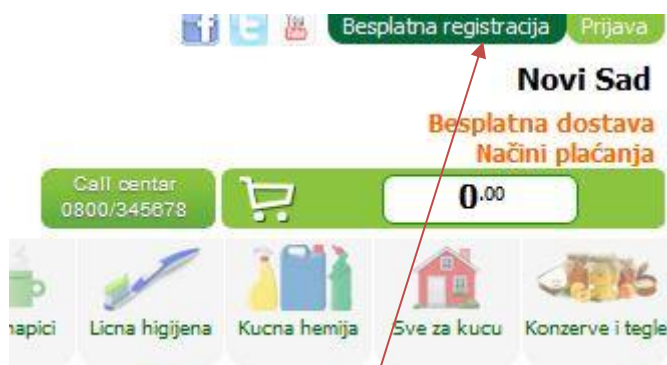 Besplatna registracija Prijava
Novi Sad
Besplatna dostava
Načini plaćanja
Call centar
0800/345678
0.00
Licna higijena Kucna hemija Sve za kucu Konzerve i tegle